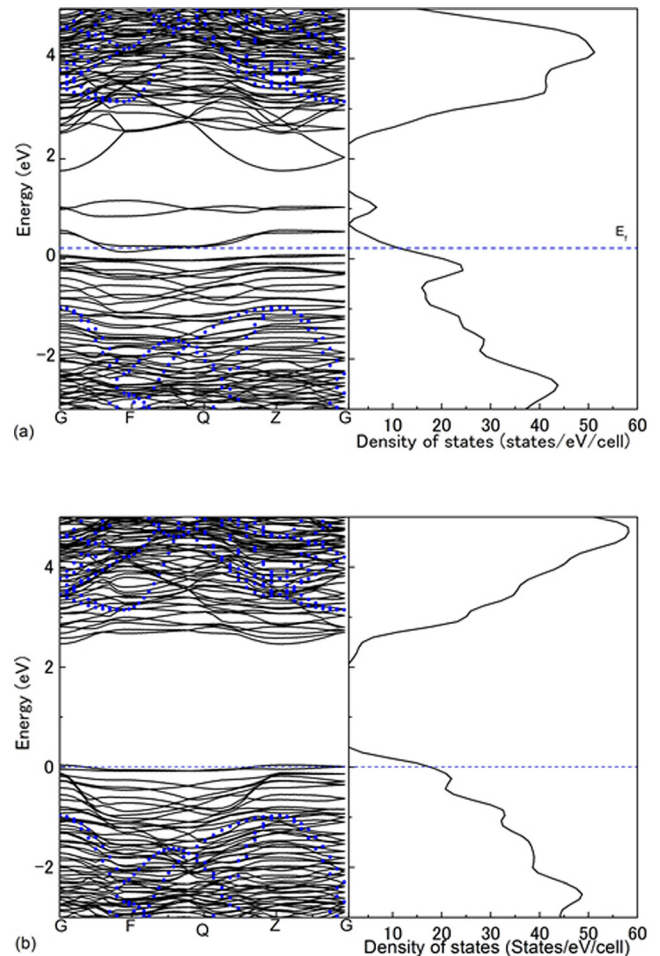 4
2
0
-2
Energy (eV)
E_f
G F Q Z G
10 20 30 40 50 60
(a)
Density of states (states/eV/cell)
4
2
0
-2
Energy (eV)
G F Q Z G
10 20 30 40 50 60
(b)
Density of states (States/eV/cell)